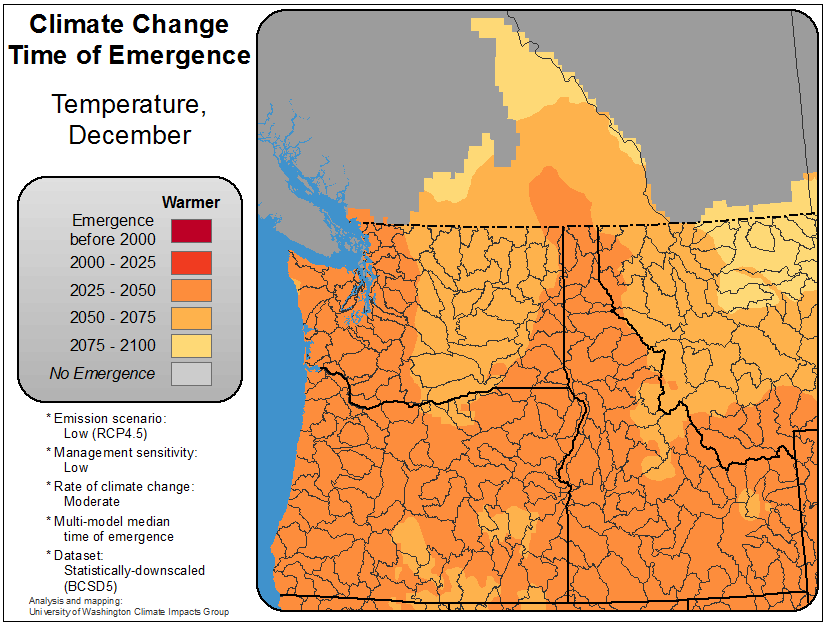 Climate Change
Time of Emergence
Temperature,
December
Warmer
Emergence
before 2000
2000 - 2025
2025 - 2050
2050 - 2075
2075 - 2100
No Emergence
* Emission scenario:
Low (RCP4.5)
* Management sensitivity:
Low
* Rate of climate change:
Moderate
* Multi-model median
time of emergence
* Dataset:
Statistically-downscaled
(BCSD5)
Analysis and mapping:
University of Washington Climate Impacts Group